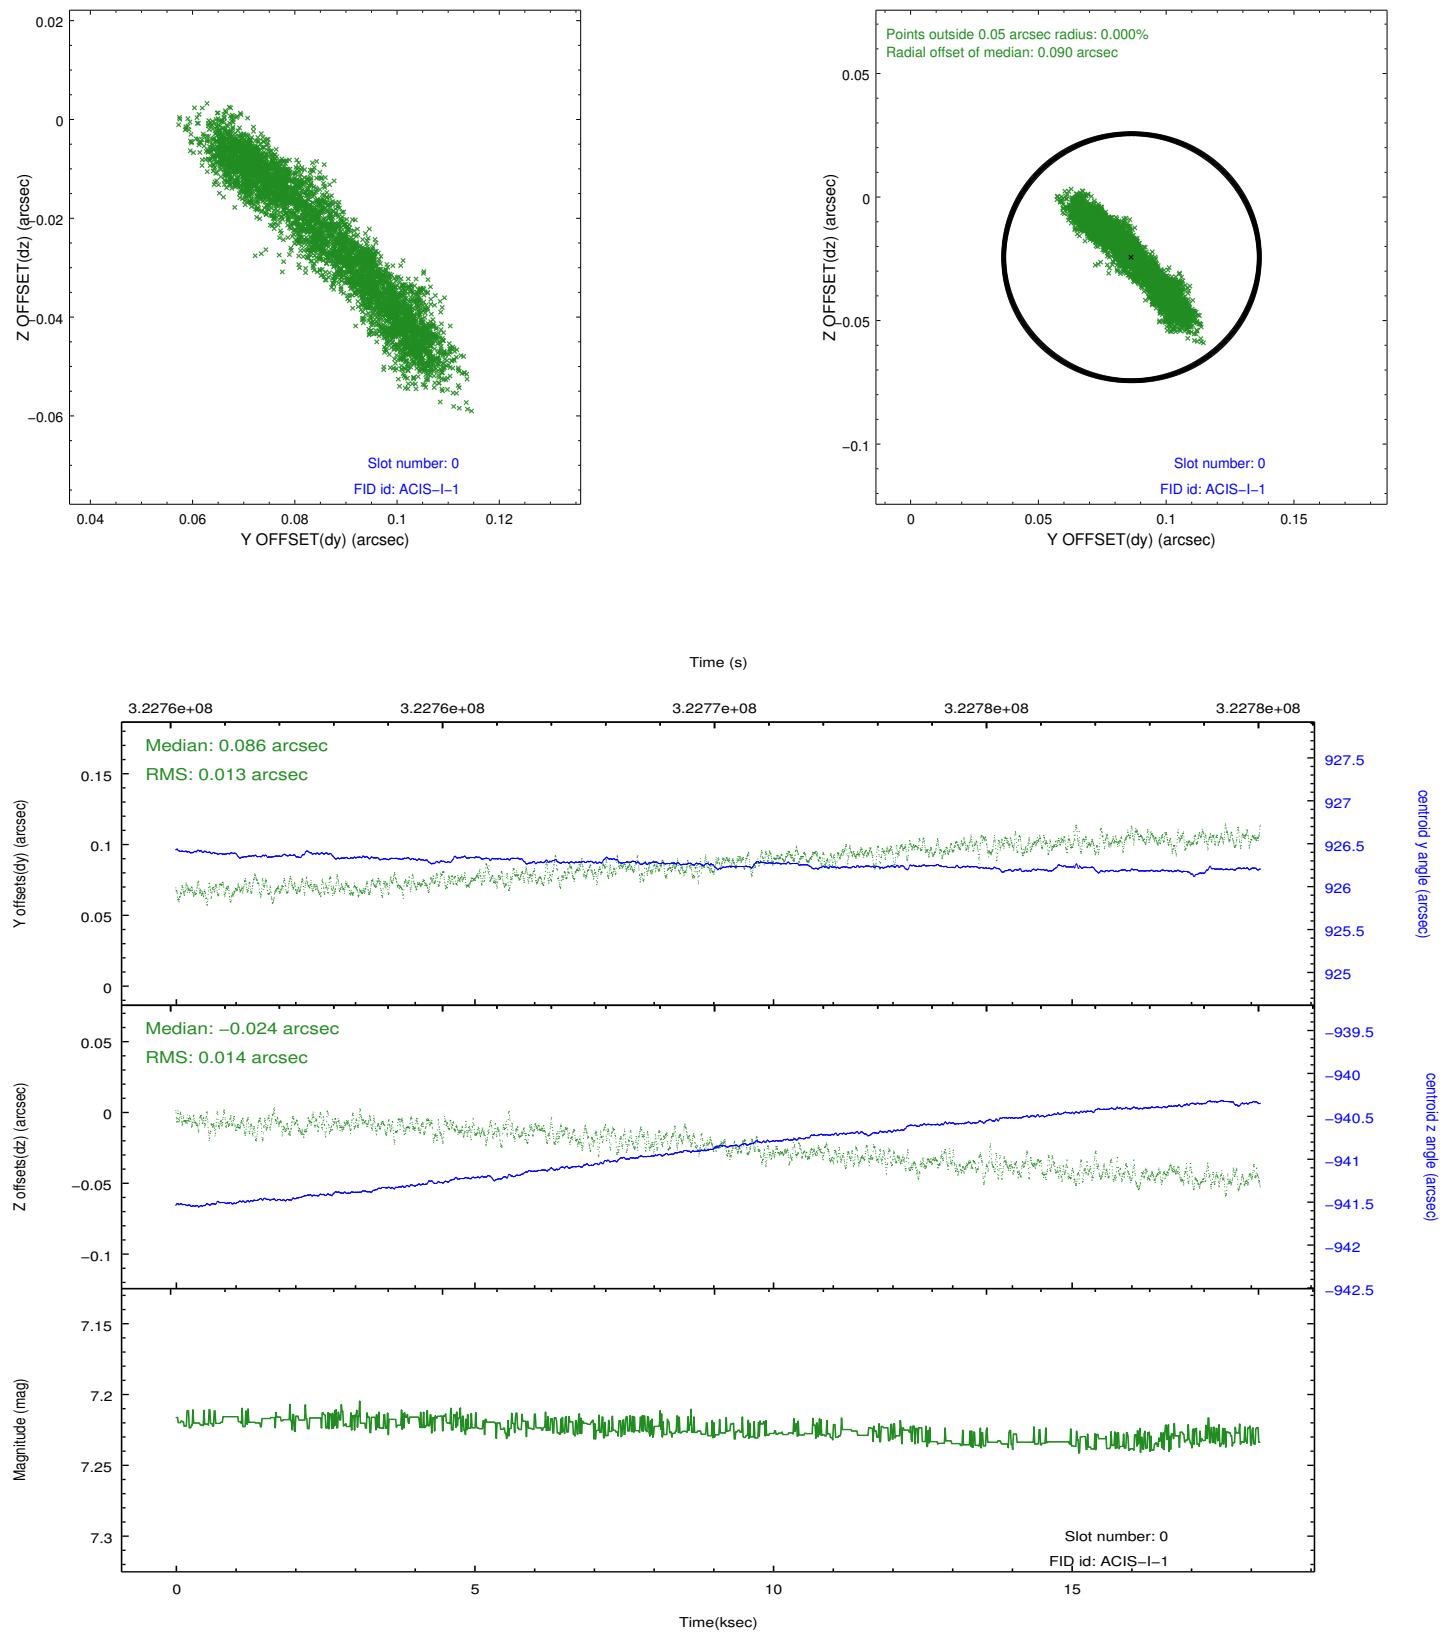 0.02
0
−0.02
−0.04
−0.06
Z OFFSET(dz) (arcsec)
Slot number: 0
FID id: ACIS−I−1
0.04 0.06 0.08 0.1 0.12
Y OFFSET(dy) (arcsec)
Points outside 0.05 arcsec radius: 0.000%
Radial offset of median: 0.090 arcsec
0.05
0
−0.05
−0.1
Z OFFSET(dz) (arcsec)
Slot number: 0
FID id: ACIS−I−1
0 0.05 0.1 0.15
Y OFFSET(dy) (arcsec)
Time (s)
3.2276e+08 3.2276e+08 3.2277e+08 3.2278e+08 3.2278e+08
Median: 0.086 arcsec
RMS: 0.013 arcsec
0.15
0.1
0.05
0
Y offsets(dy) (arcsec)
927.5
927
926.5
926
925.5
925
centroid y angle (arcsec)
Median: −0.024 arcsec
RMS: 0.014 arcsec
0.05
0
−0.05
−0.1
Z offsets(dz) (arcsec)
−939.5
−940
−940.5
−941
−941.5
−942
−942.5
centroid z angle (arcsec)
7.15
7.2
7.25
7.3
Magnitude (mag)
Slot number: 0
FID id: ACIS−I−1
0 5 10 15
Time(ksec)